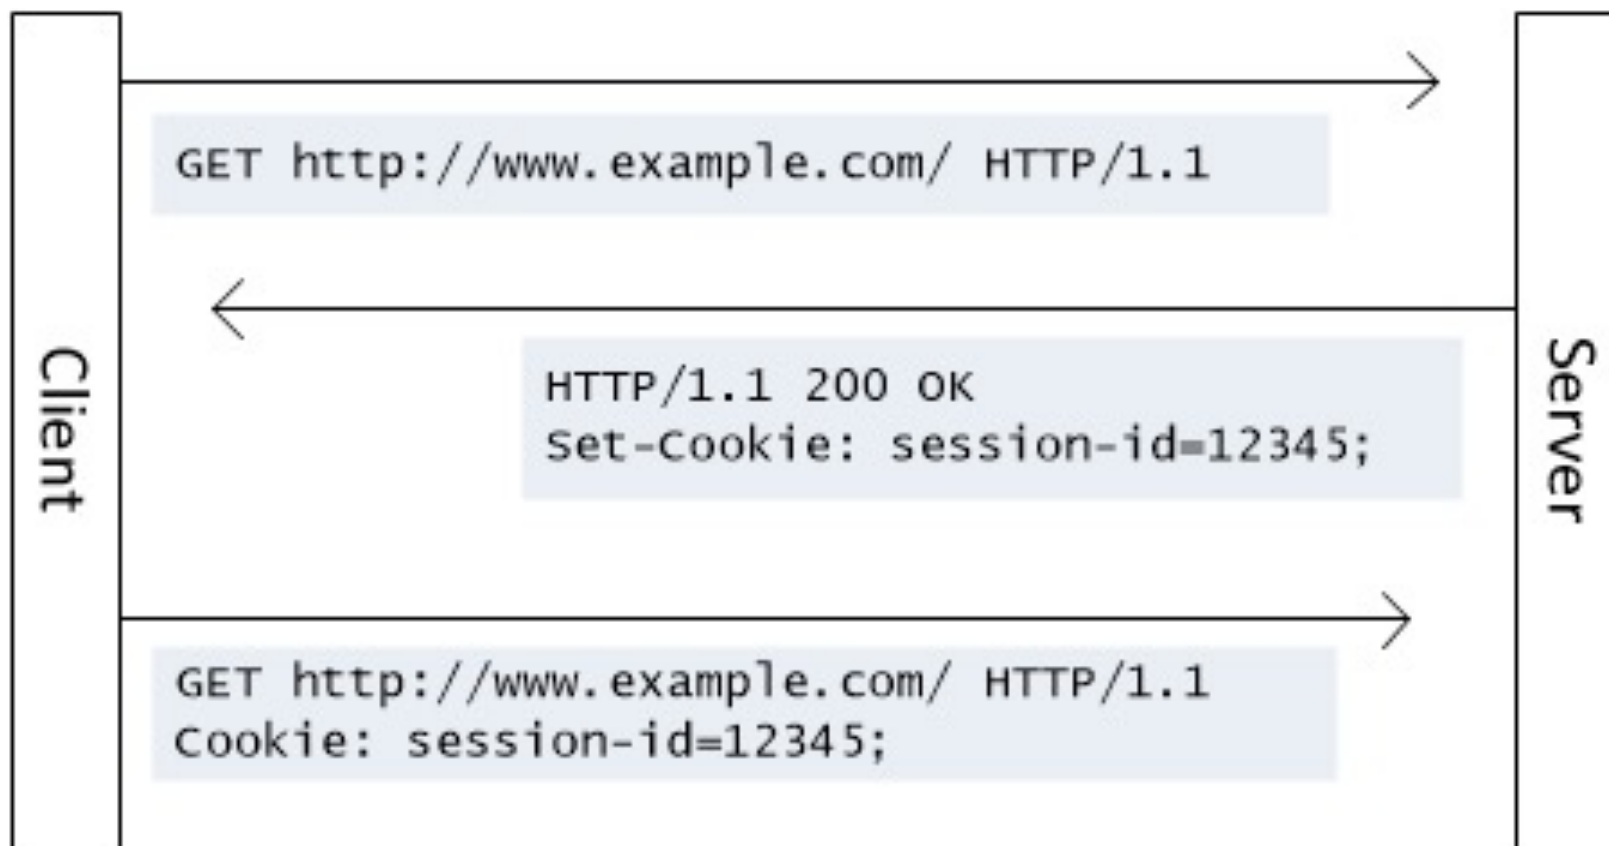 Client
Server
GET http://www.example.com/ HTTP/1.1
HTTP/1.1 200 OK
Set-Cookie: session-id=12345;
GET http://www.example.com/ HTTP/1.1
Cookie: session-id=12345;